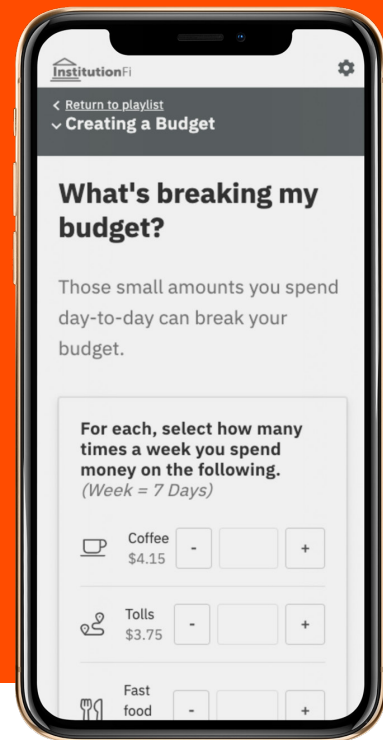 InstitutionFi
< Return to playlist
Creating a Budget
What's breaking my
budget?
Those small amounts you spend
day-to-day can break your
budget.
For each, select how many
times a week you spend
money on the following.
(Week = 7 Days)
Coffee
$4.15
-
+
Tolls
$3.75
-
+
Fast
food
-
+